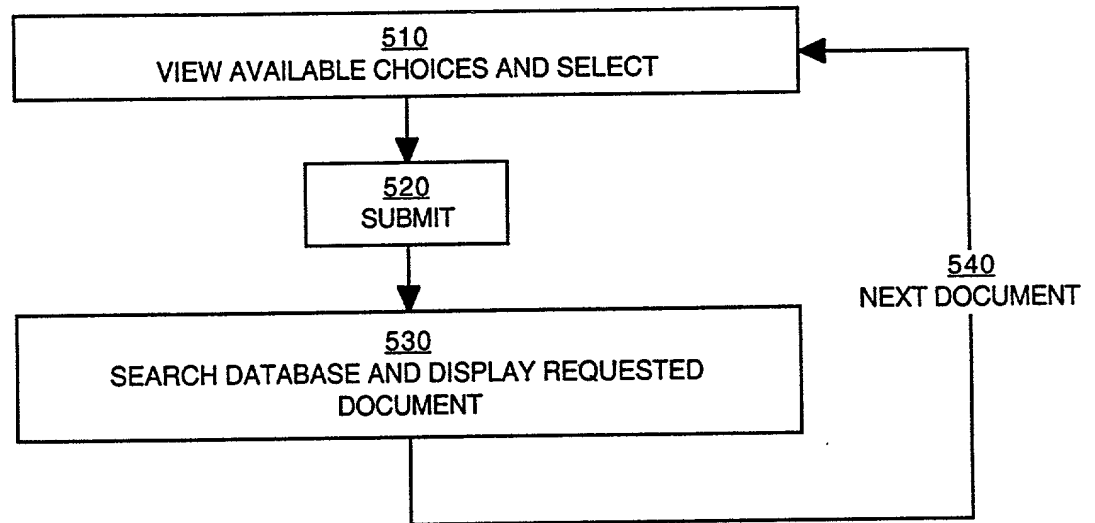 510
VIEW AVAILABLE CHOICES AND SELECT
520
SUBMIT
530
SEARCH DATABASE AND DISPLAY REQUESTED
DOCUMENT
540
NEXT DOCUMENT